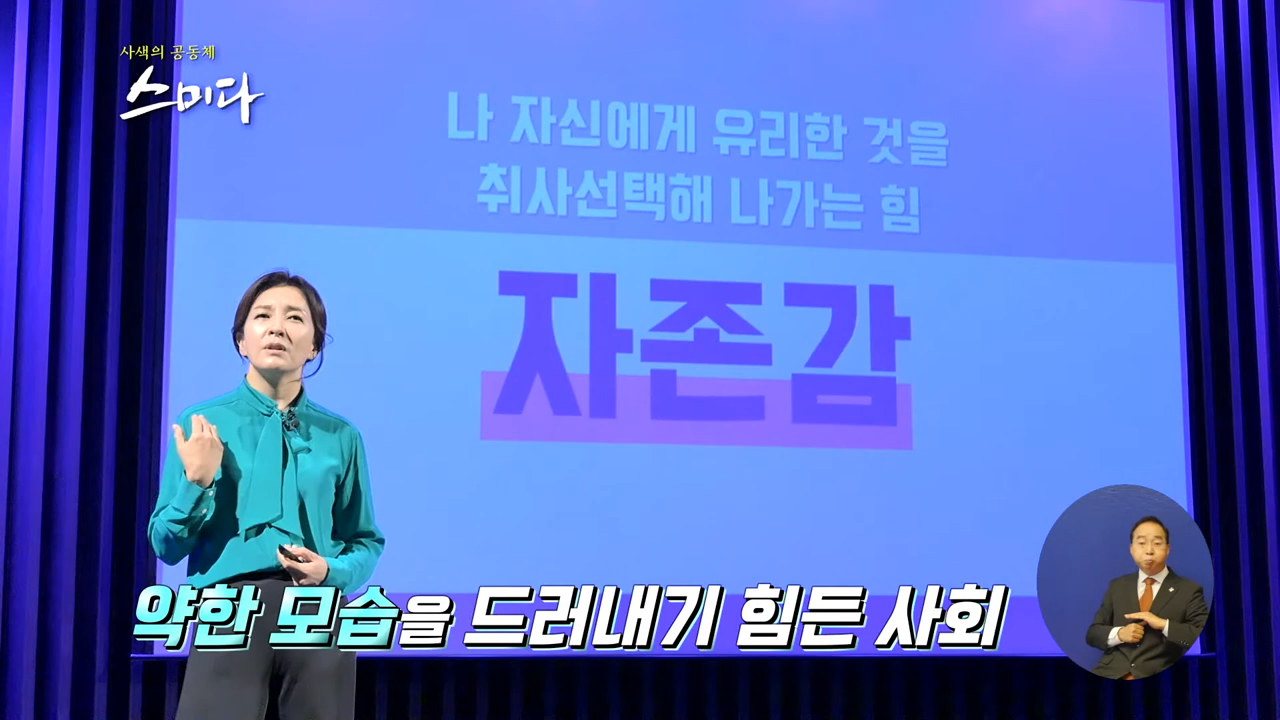 사색의 공동체
스미다
나 자신에게 유리한 것을
취사선택해 나가는 힘
자존감
약한 모습을 드러내기 힘든 사회